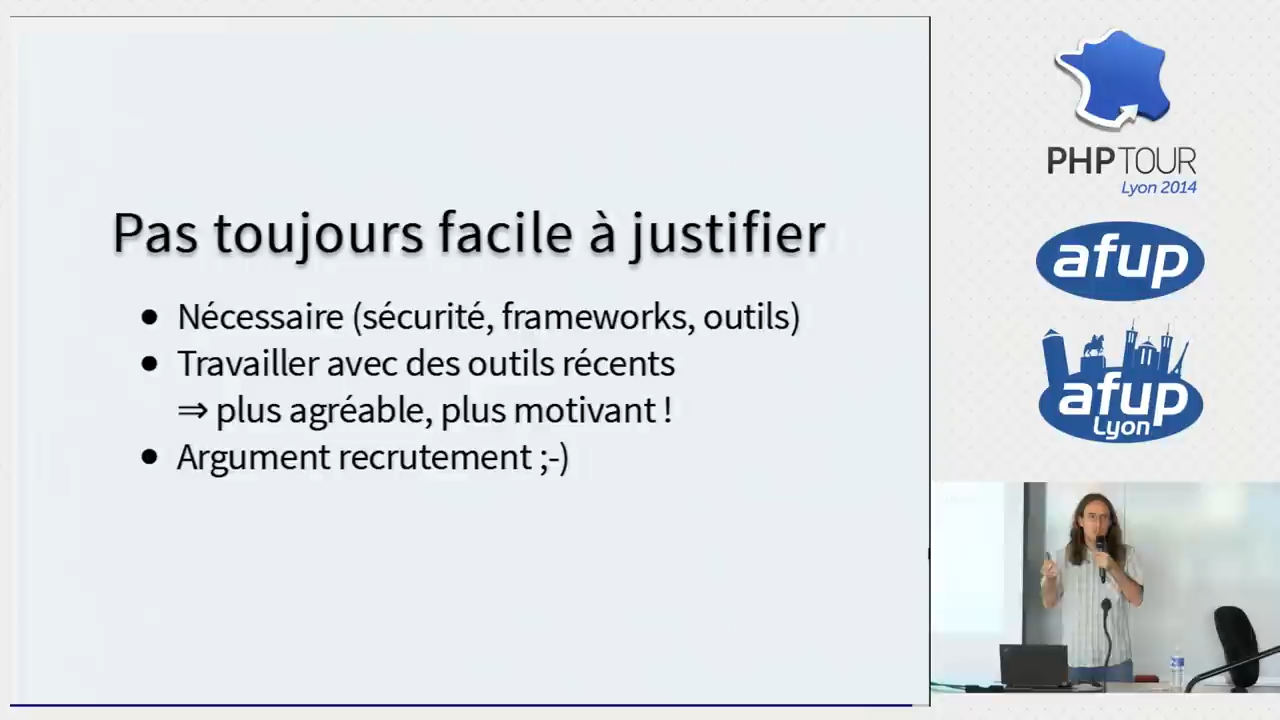 Pas toujours facile à justifier
Nécessaire (sécurité, frameworks, outils)
Travailler avec des outils récents
⇒ plus agréable, plus motivant !
Argument recrutement ;-)
PHP TOUR
Lyon 2014
afup
afup
Lyon